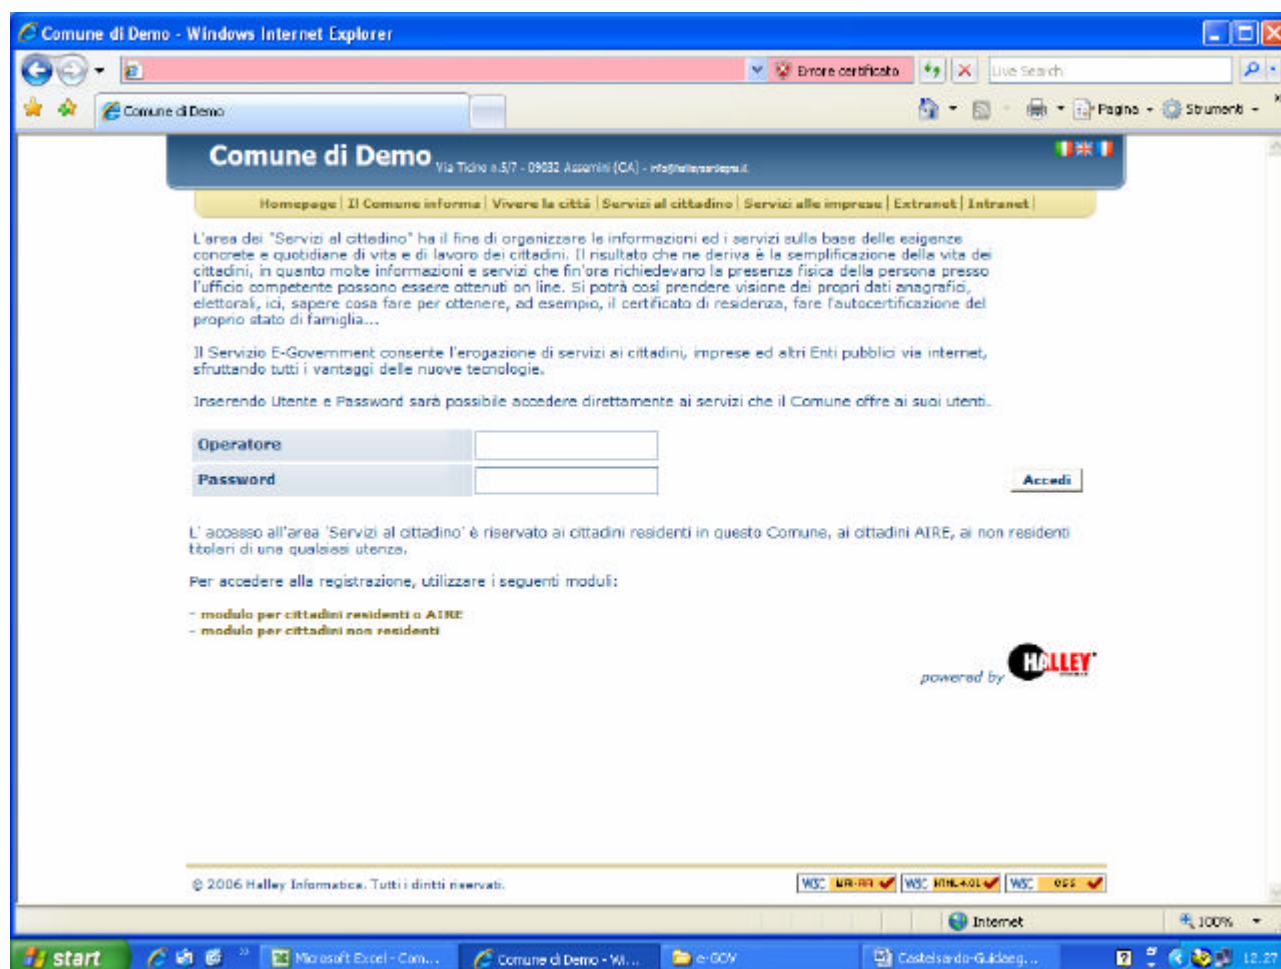 Comune di Demo - Windows Internet Explorer
Errore certificato
Live Search
Comune di Demo
Pagina
Strumenti
Comune di Demo Via Ticino n.5/7 - 09032 Assemini (CA) - info@halleysardegna.it
Homepage | Il Comune informa | Vivere la città | Servizi al cittadino | Servizi alle imprese | Extranet | Intranet |
L'area dei "Servizi al cittadino" ha il fine di organizzare le informazioni ed i servizi sulla base delle esigenze
concrete e quotidiane di vita e di lavoro dei cittadini. Il risultato che ne deriva è la semplificazione della vita dei
cittadini, in quanto molte informazioni e servizi che fin'ora richiedevano la presenza fisica della persona presso
l'ufficio competente possono essere ottenuti on line. Si potrà così prendere visione dei propri dati anagrafici,
elettorali, ici, sapere cosa fare per ottenere, ad esempio, il certificato di residenza, fare l'autocertificazione del
proprio stato di famiglia...
Il Servizio E-Government consente l'erogazione di servizi ai cittadini, imprese ed altri Enti pubblici via internet,
sfruttando tutti i vantaggi delle nuove tecnologie.
Inserendo Utente e Password sarà possibile accedere direttamente ai servizi che il Comune offre ai suoi utenti.
Operatore
Password
Accedi
L' accesso all'area 'Servizi al cittadino' è riservato ai cittadini residenti in questo Comune, ai cittadini AIRE, ai non residenti
titolari di una qualsiasi utenza.
Per accedere alla registrazione, utilizzare i seguenti moduli:
- modulo per cittadini residenti o AIRE
- modulo per cittadini non residenti
powered by HALLEY
© 2006 Halley Informatica. Tutti i diritti riservati.
W3C WAI-AA W3C HTML 4.01 W3C CSS
Internet
100%
start
Microsoft Excel - Com...
Comune di Demo - Wi...
e-GOV
Castelsardo-Guidaeg...
12.27